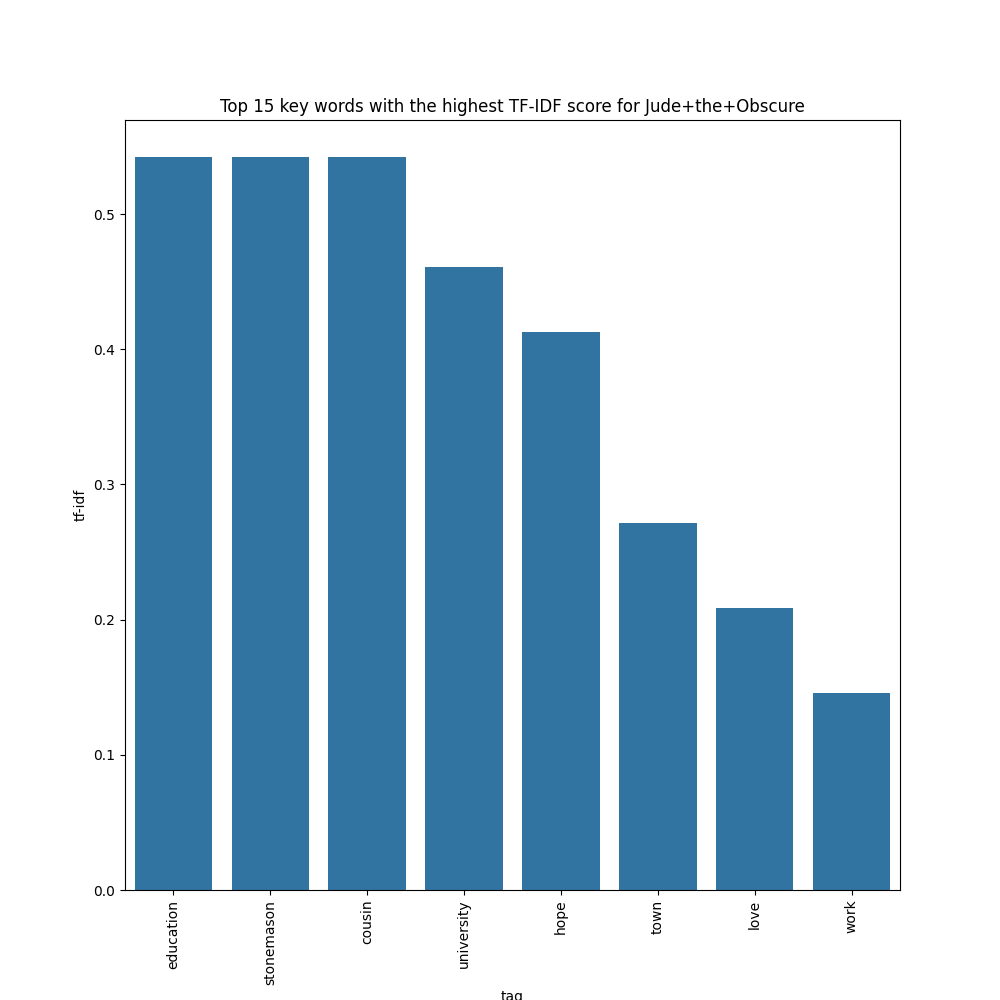 Top 15 key words with the highest TF-IDF score for Jude+the+Obscure
tf-idf
0.5
0.4
0.3
0.2
0.1
0.0
education
stonemason
cousin
university
hope
town
love
work
tag